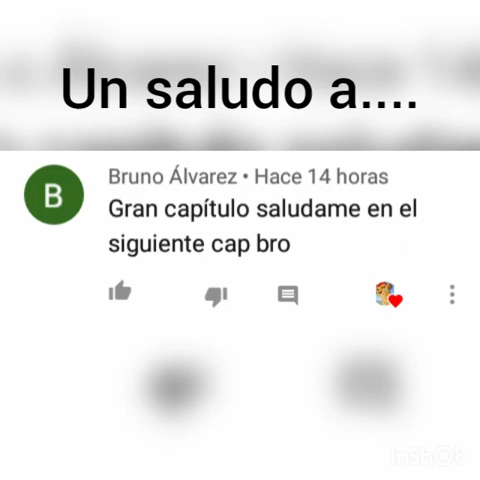 Un saludo a....
B
Bruno Álvarez • Hace 14 horas
Gran capítulo saludame en el
siguiente cap bro
InShOt